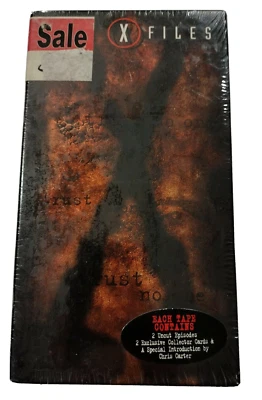 Sale
X FILES
trust
trust
no
EACH TAPE
CONTAINS
2 Uncut Episodes
2 Exclusive Collector Cards &
A Special Introduction by
Chris Carter